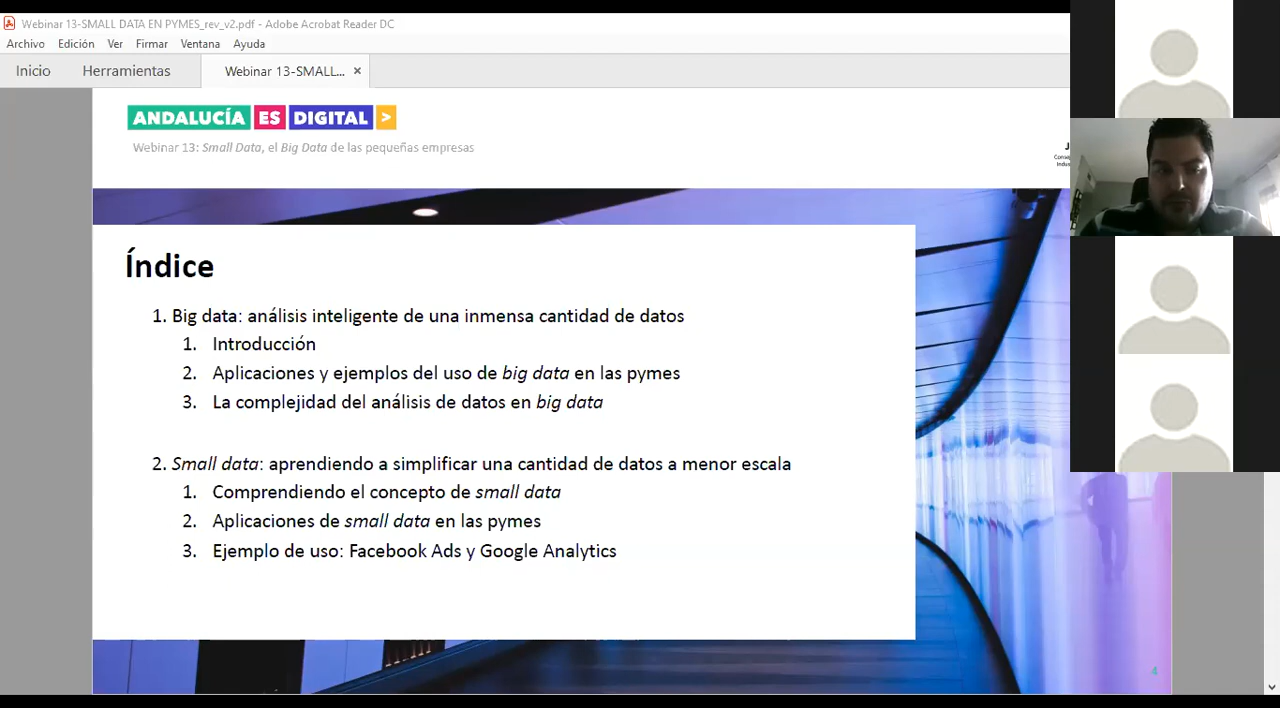 Webinar 13-SMALL DATA EN PYMES_rev_v2.pdf - Adobe Acrobat Reader DC
Archivo Edición Ver Firmar Ventana Ayuda
Inicio Herramientas Webinar 13-SMALL... ×
ANDALUCÍA ES DIGITAL >
Webinar 13: Small Data, el Big Data de las pequeñas empresas
Índice
1. Big data: análisis inteligente de una inmensa cantidad de datos
1. Introducción
2. Aplicaciones y ejemplos del uso de big data en las pymes
3. La complejidad del análisis de datos en big data
2. Small data: aprendiendo a simplificar una cantidad de datos a menor escala
1. Comprendiendo el concepto de small data
2. Aplicaciones de small data en las pymes
3. Ejemplo de uso: Facebook Ads y Google Analytics
4